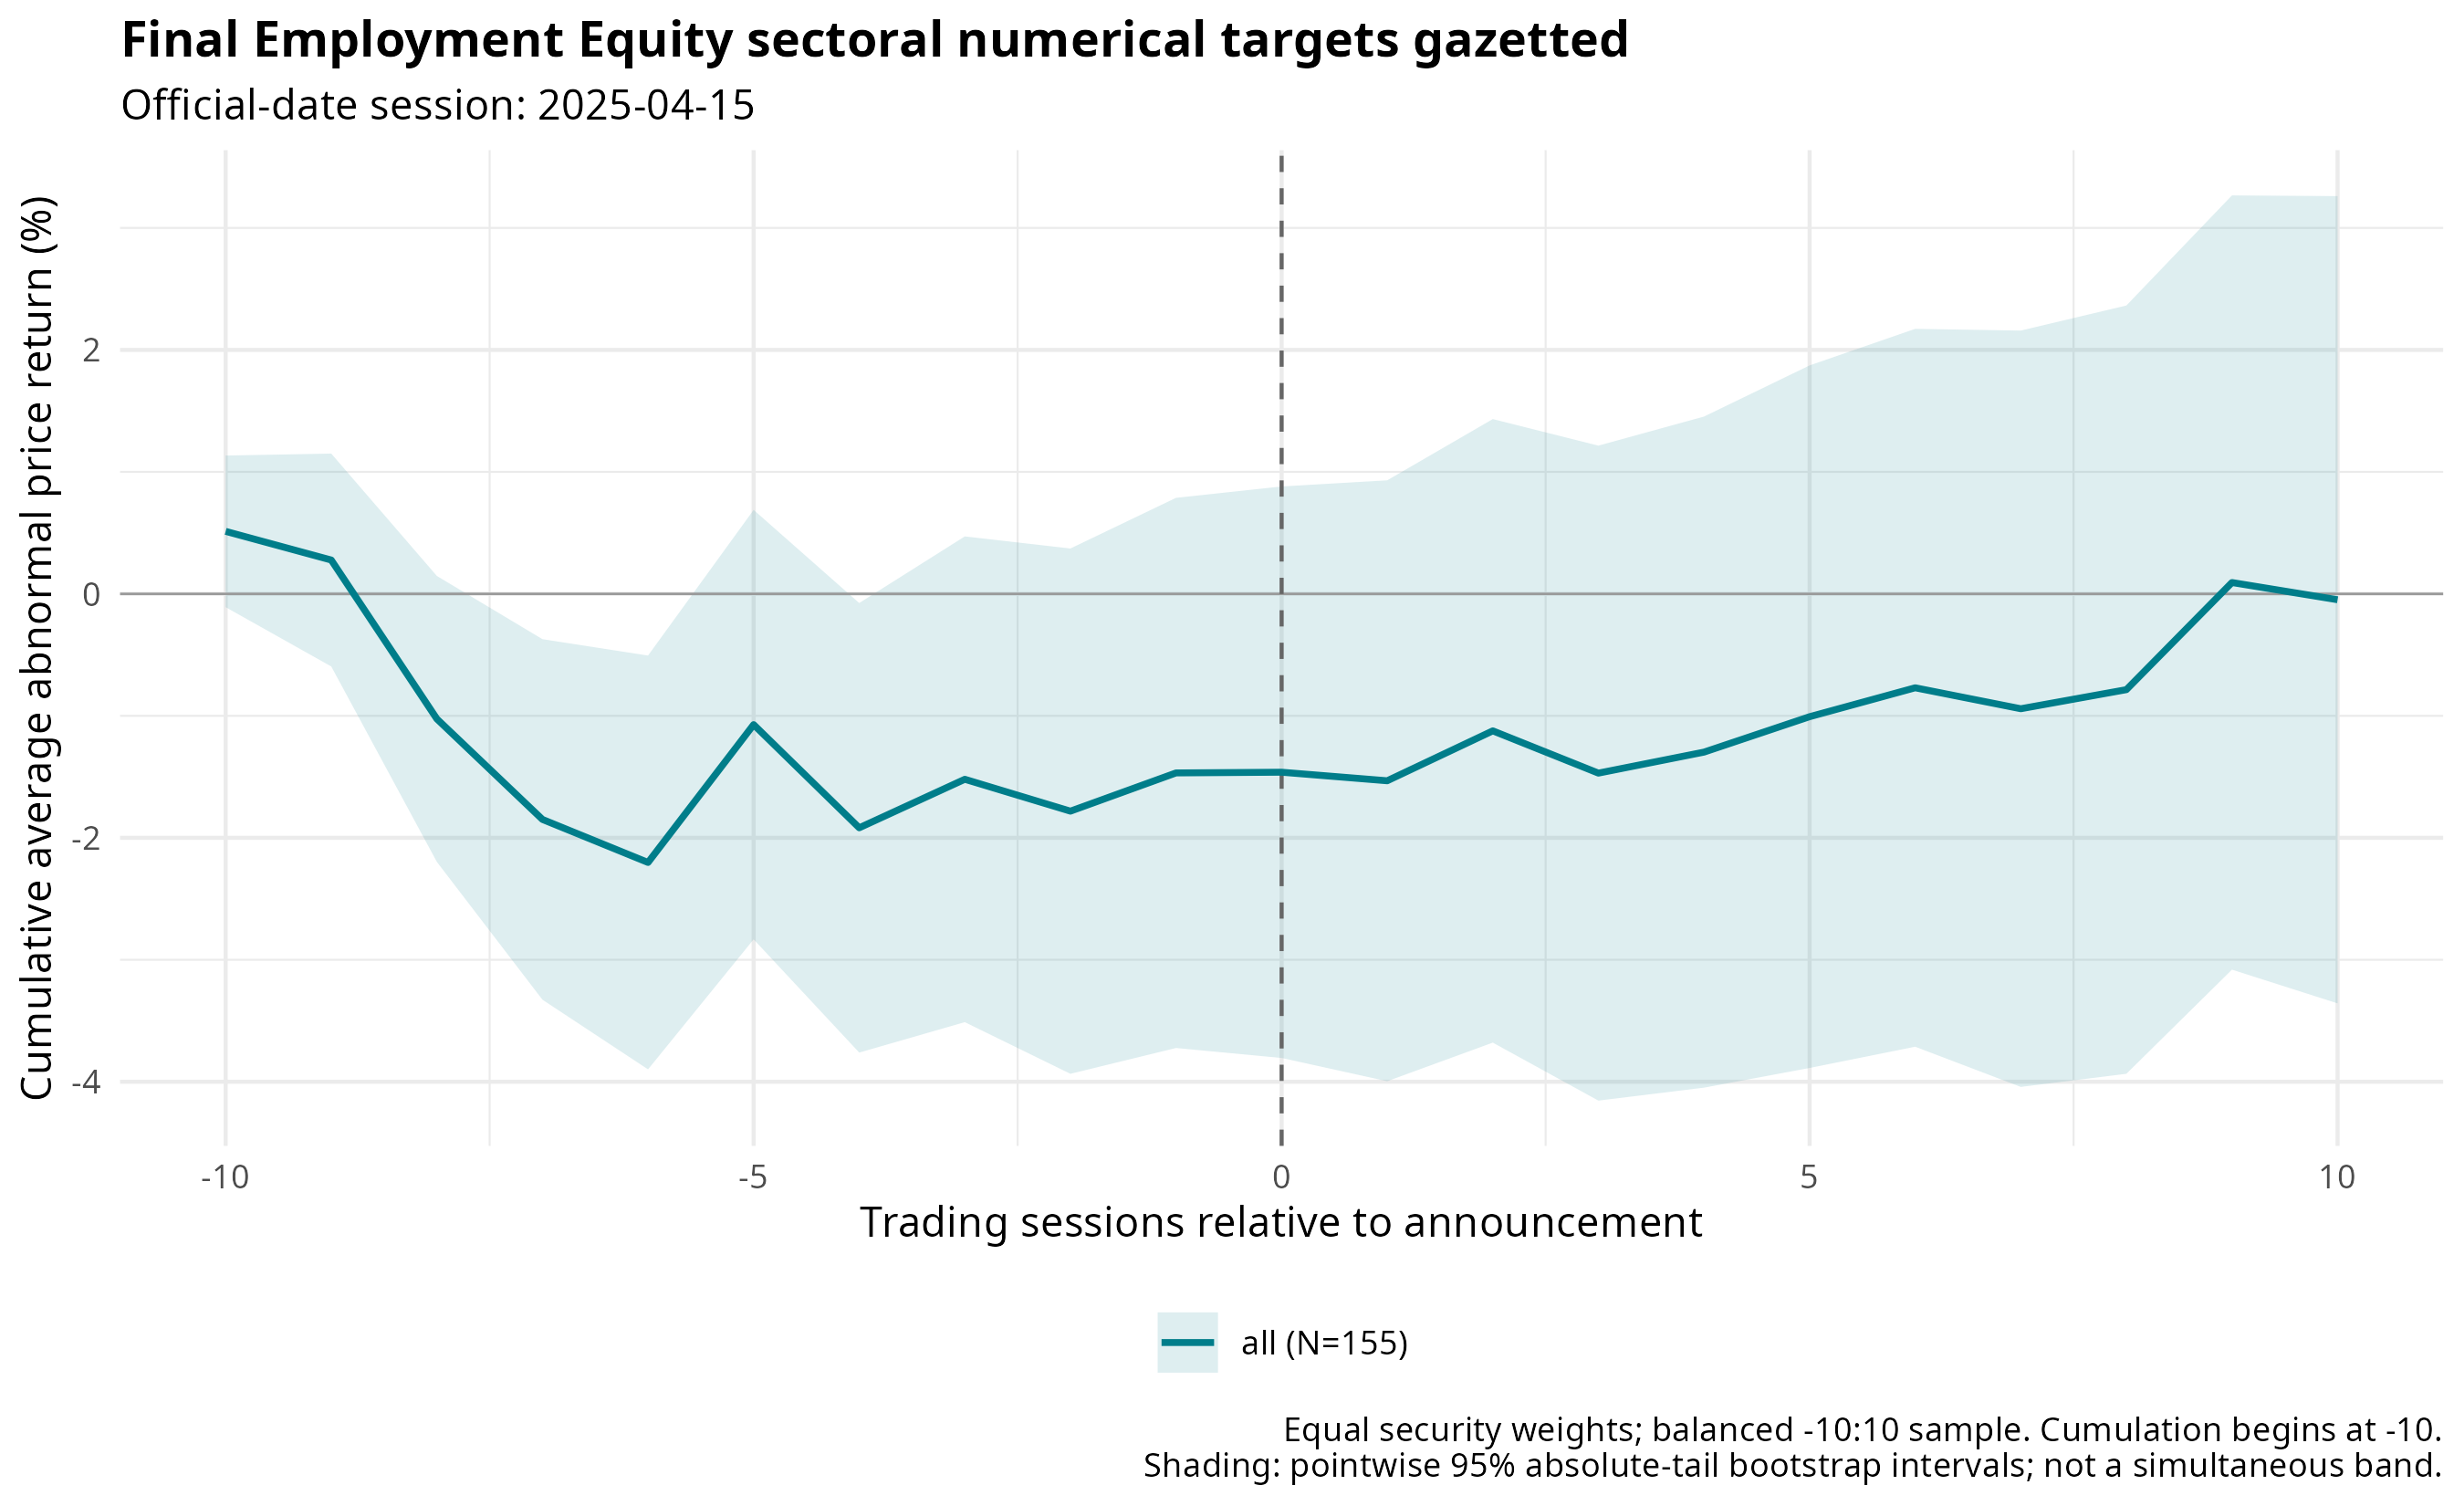 Final Employment Equity sectoral numerical targets gazetted
Official-date session: 2025-04-15
Cumulative average abnormal price return (%)
2
0
-2
-4
-10
-5
0
5
10
Trading sessions relative to announcement
all (N=155)
Equal security weights; balanced -10:10 sample. Cumulation begins at -10.
Shading: pointwise 95% absolute-tail bootstrap intervals; not a simultaneous band.